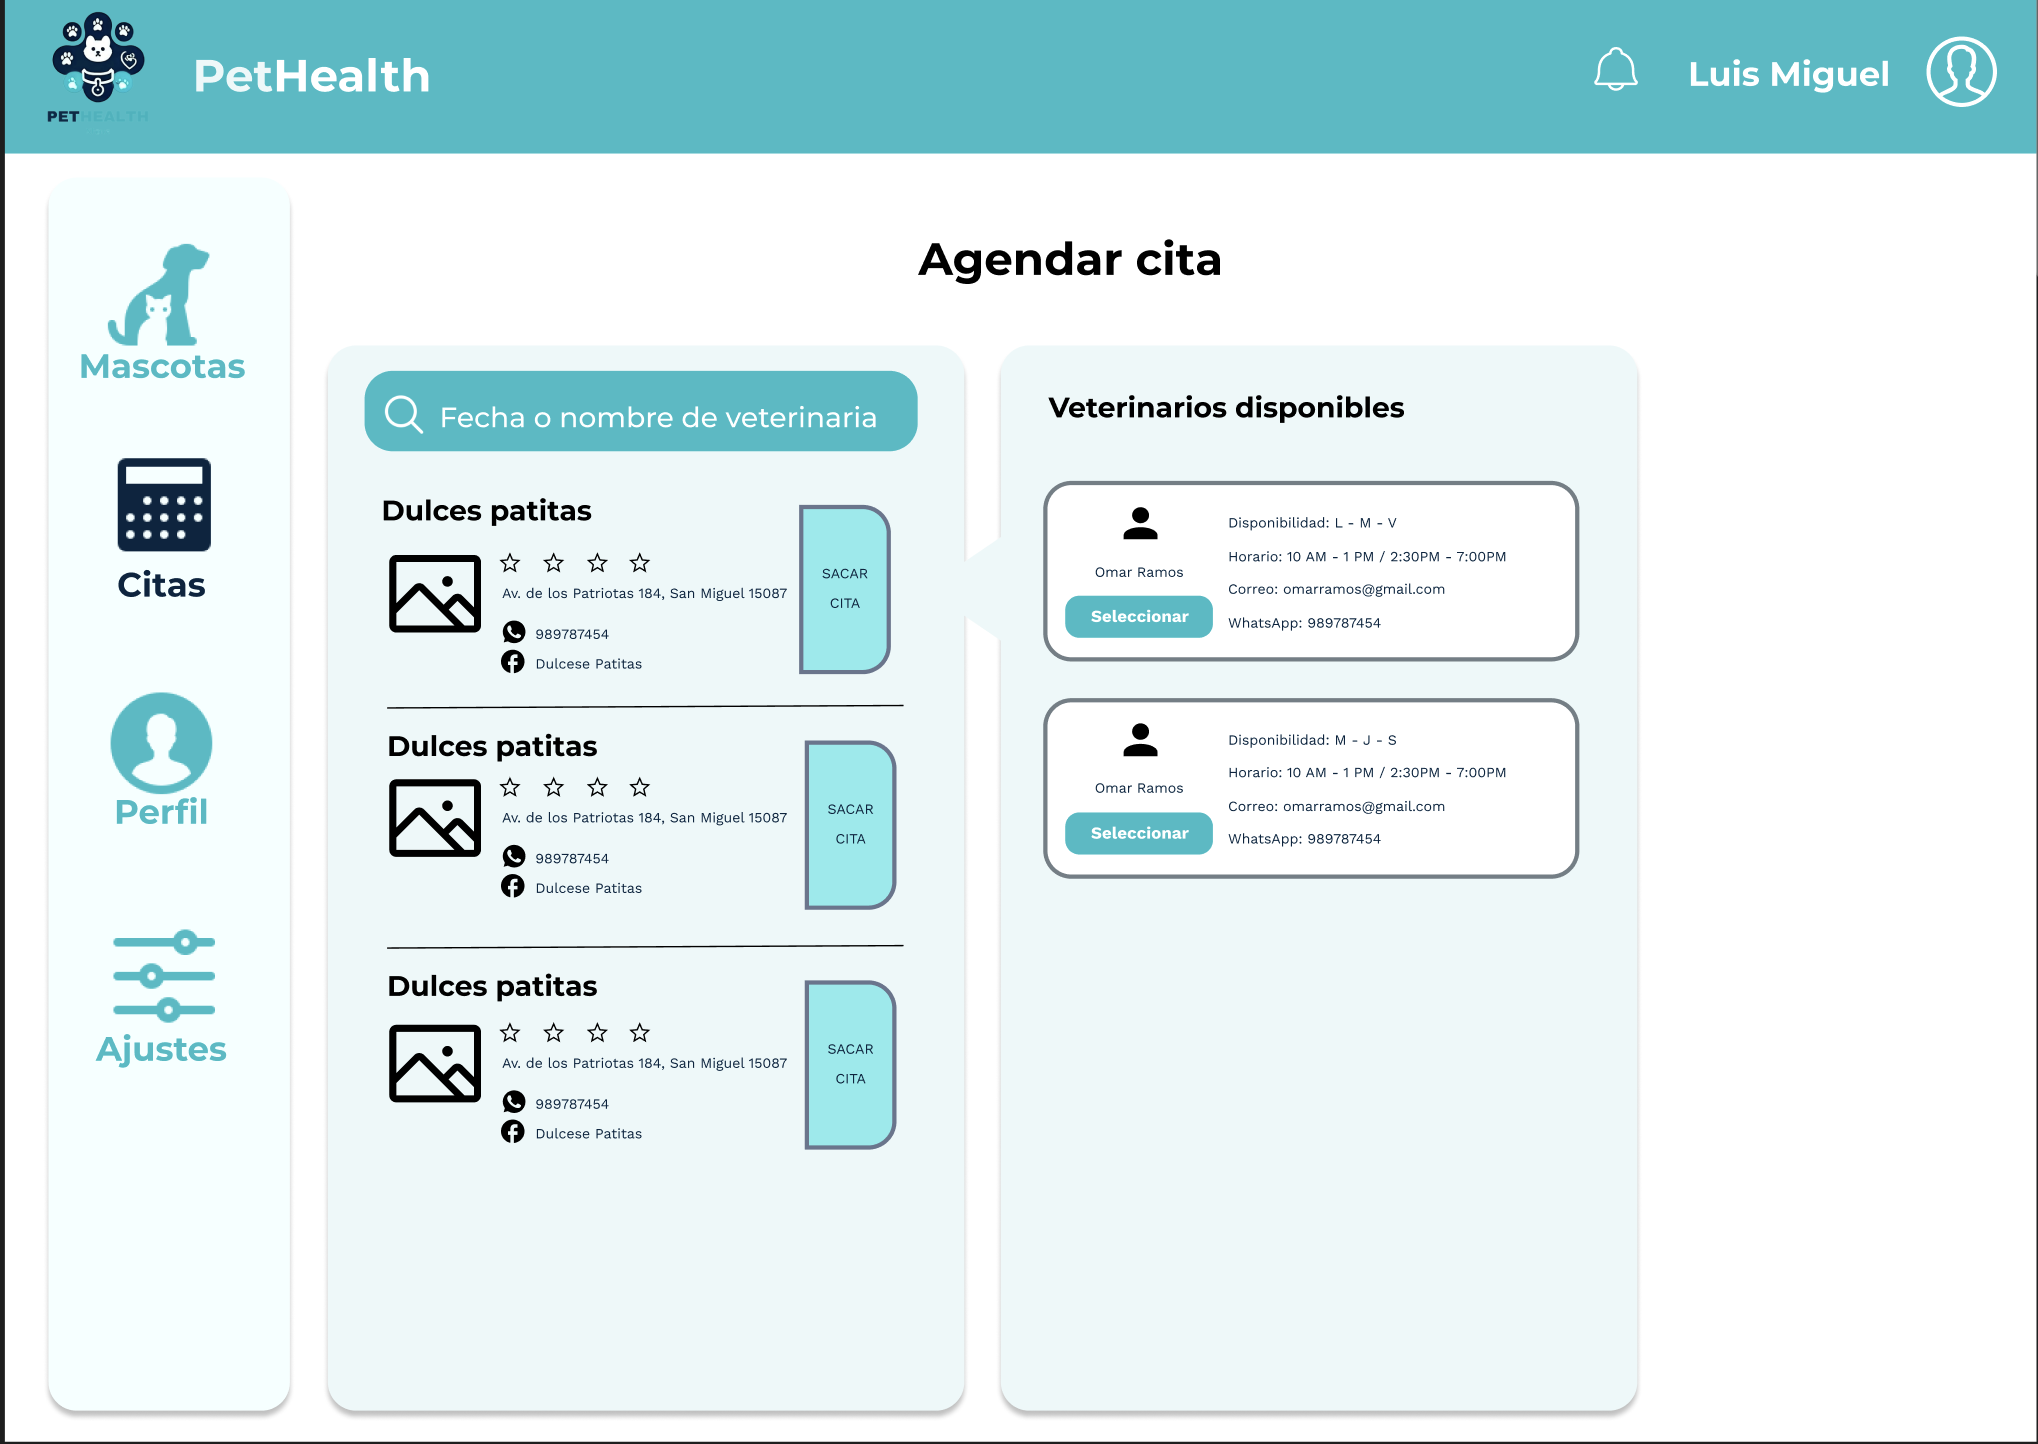 PETHEALTH
PetHealth
Luis Miguel
Mascotas
Citas
Perfil
Ajustes
Agendar cita
Fecha o nombre de veterinaria
Dulces patitas
Av. de los Patriotas 184, San Miguel 15087
989787454
Dulcese Patitas
SACAR
CITA
Dulces patitas
Av. de los Patriotas 184, San Miguel 15087
989787454
Dulcese Patitas
SACAR
CITA
Dulces patitas
Av. de los Patriotas 184, San Miguel 15087
989787454
Dulcese Patitas
SACAR
CITA
Veterinarios disponibles
Omar Ramos
Seleccionar
Disponibilidad: L - M - V
Horario: 10 AM - 1 PM / 2:30PM - 7:00PM
Correo: omarramos@gmail.com
WhatsApp: 989787454
Omar Ramos
Seleccionar
Disponibilidad: M - J - S
Horario: 10 AM - 1 PM / 2:30PM - 7:00PM
Correo: omarramos@gmail.com
WhatsApp: 989787454